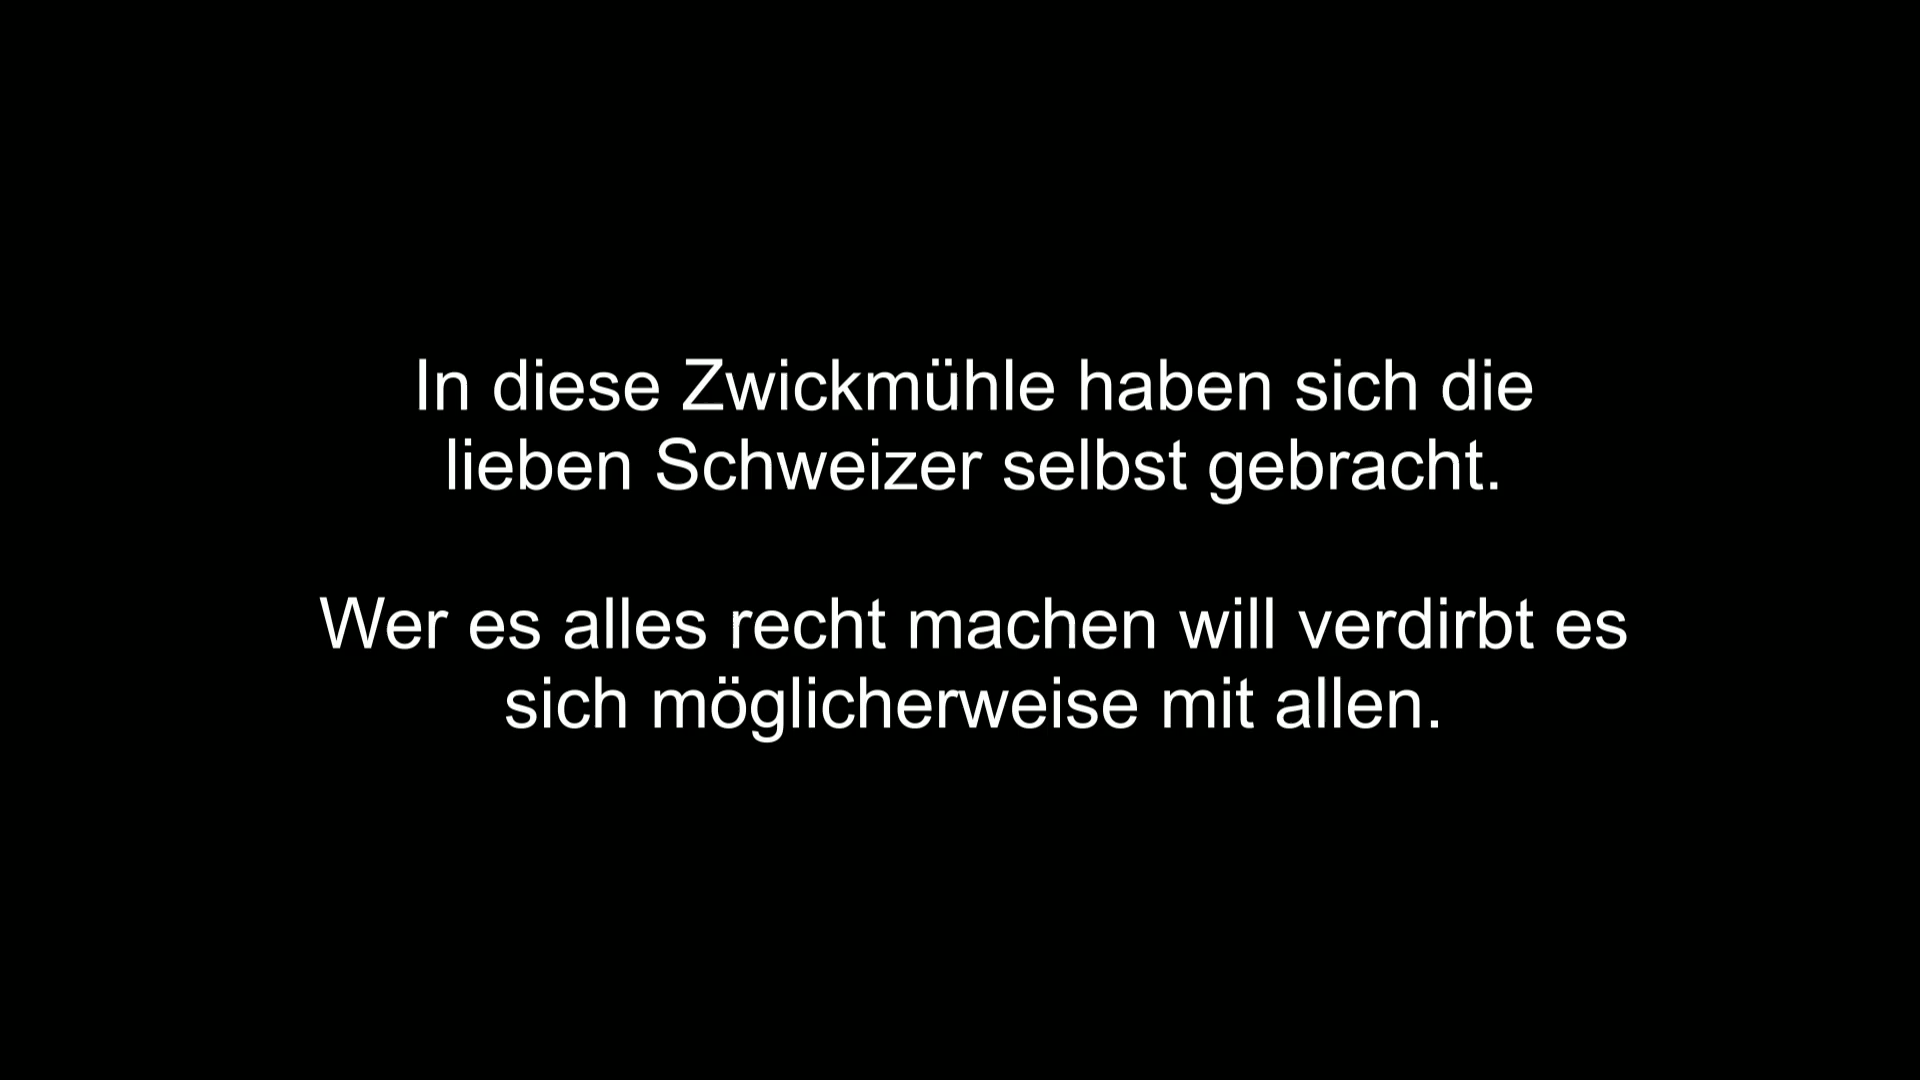 In diese Zwickmühle haben sich die
lieben Schweizer selbst gebracht.
Wer es alles recht machen will verdirbt es
sich möglicherweise mit allen.